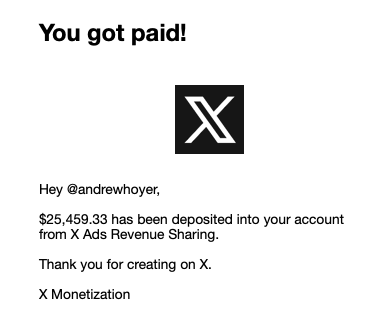 You got paid!
Hey @andrewhoyer,
$25,459.33 has been deposited into your account
from X Ads Revenue Sharing.
Thank you for creating on X.
X Monetization